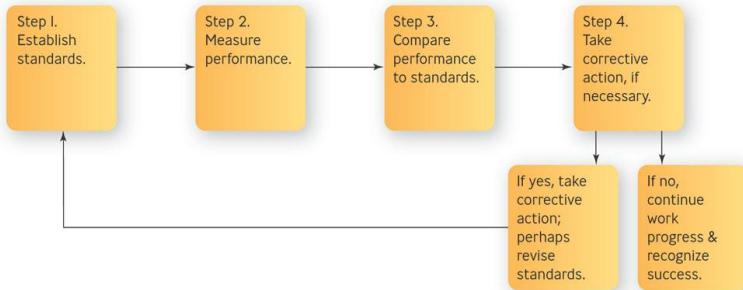 Step I.
Establish
standards.
Step 2.
Measure
performance.
Step 3.
Compare
performance
to standards.
Step 4.
Take
corrective
action, if
necessary.
If yes, take
corrective
action;
perhaps
revise
standards.
If no,
continue
work
progress &
recognize
success.